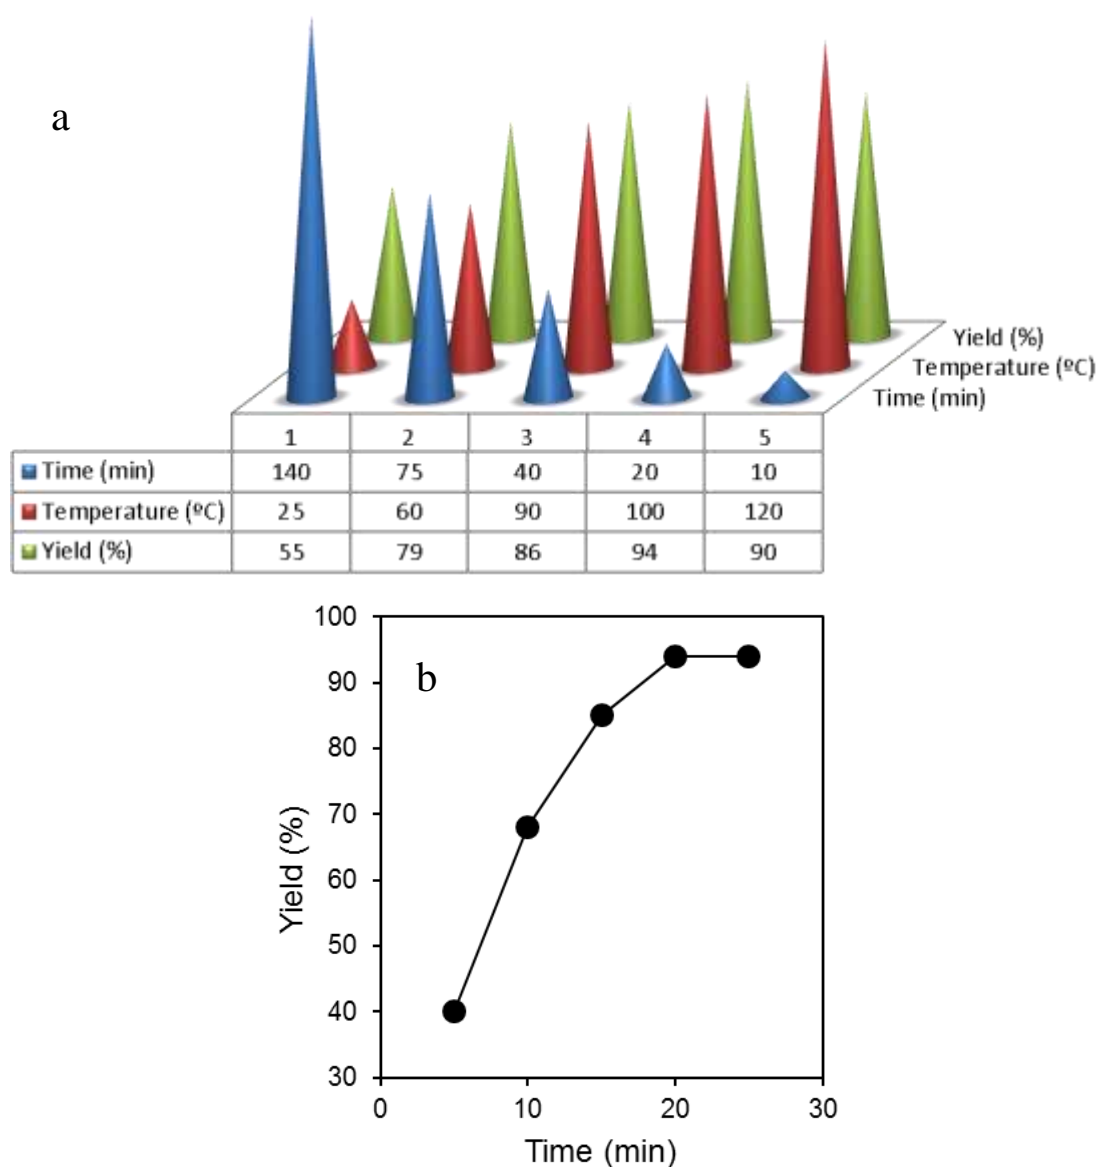 a
Yield (%)
Temperature (ºC)
Time (min)
1 2 3 4 5
Time (min) 140 75 40 20 10
Temperature (ºC) 25 60 90 100 120
Yield (%) 55 79 86 94 90
100
b
90
80
70
60
50
40
30
Yield (%)
0 10 20 30
Time (min)